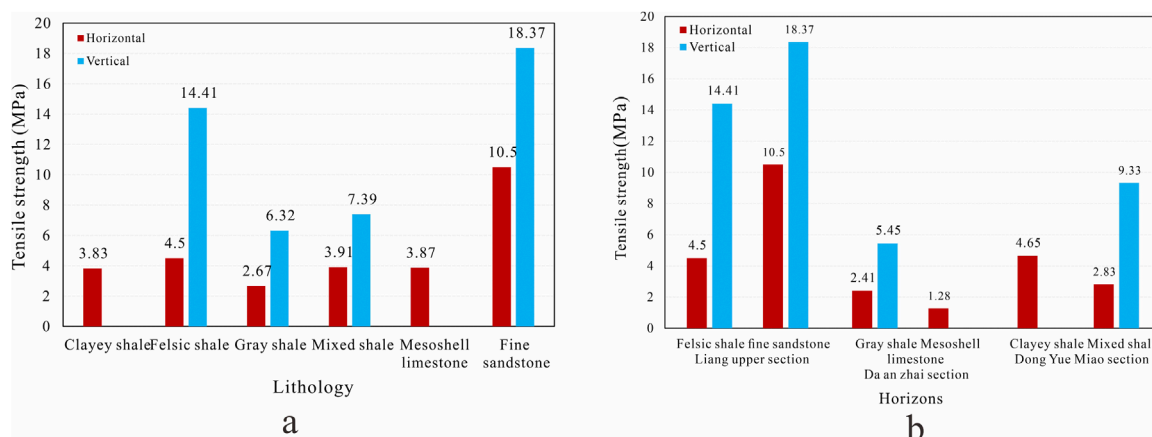 20
18
16
14
12
10
8
6
4
2
0
Tensile strength (MPa)
Horizontal
Vertical
3.83
4.5
14.41
2.67
6.32
3.91
7.39
3.87
10.5
18.37
Clayey shale Felsic shale Gray shale Mixed shale Mesoshell Fine
limestone sandstone
Lithology
a
20
18
16
14
12
10
8
6
4
2
0
Tensile strength(MPa)
Horizontal
Vertical
4.5
14.41
10.5
18.37
2.41
5.45
1.28
4.65
2.83
9.33
Felsic shale fine sandstone Gray shale Mesoshell Clayey shale Mixed shal
Liang upper section limestone Dong Yue Miao section
Da an zhai section
Horizons
b